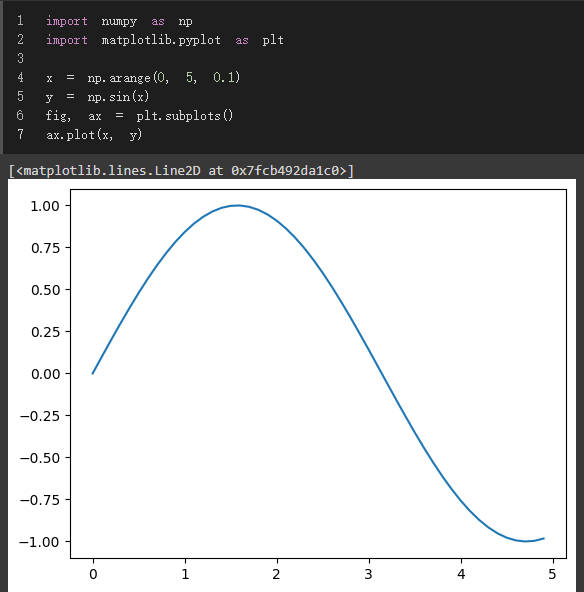 1 import numpy as np
2 import matplotlib.pyplot as plt
3
4 x = np.arange(0, 5, 0.1)
5 y = np.sin(x)
6 fig, ax = plt.subplots()
7 ax.plot(x, y)
[<matplotlib.lines.Line2D at 0x7fcb492da1c0>]
1.00
0.75
0.50
0.25
0.00
−0.25
−0.50
−0.75
−1.00
0 1 2 3 4 5